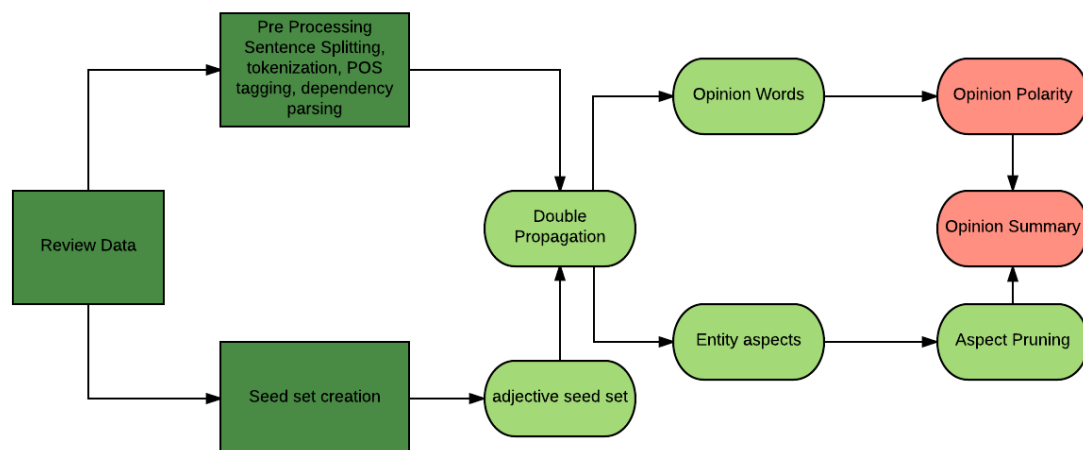 Pre Processing
Sentence Splitting,
tokenization, POS
tagging, dependency
parsing
Opinion Words
Opinion Polarity
Review Data
Double
Propagation
Opinion Summary
Entity aspects
Aspect Pruning
Seed set creation
adjective seed set